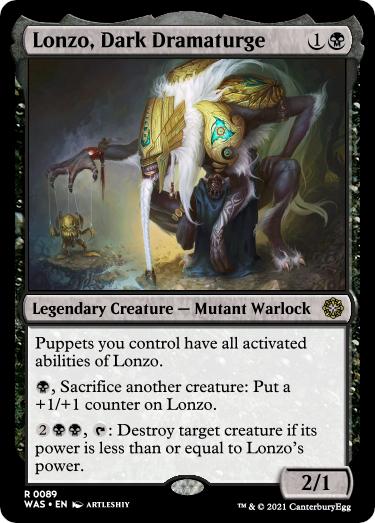 Lonzo, Dark Dramaturge 1
Legendary Creature — Mutant Warlock
Puppets you control have all activated
abilities of Lonzo.
, Sacrifice another creature: Put a
+1/+1 counter on Lonzo.
2, : Destroy target creature if its
power is less than or equal to Lonzo's
power.
2/1
R 0089
WAS • EN ARTLESHIY
™ & © 2021 CanterburyEgg